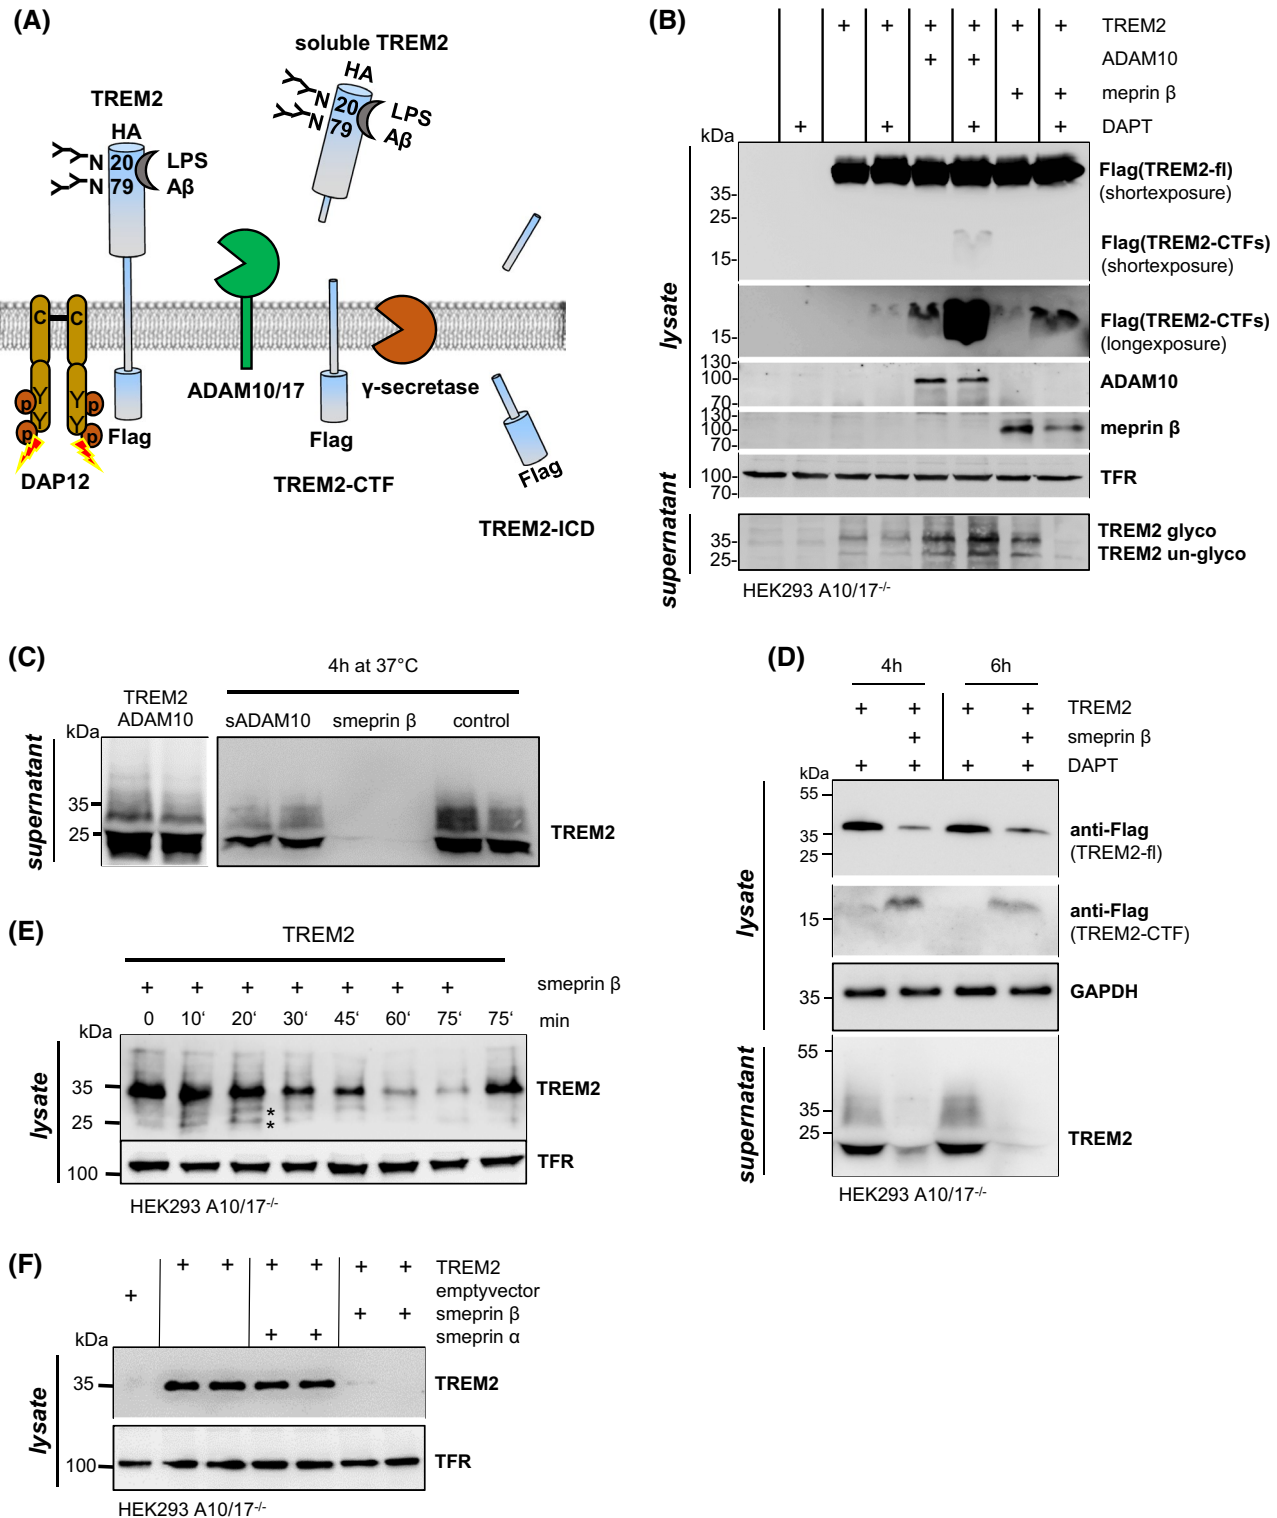 (A)
soluble TREM2
TREM2
HA
HA
N 20
N 79
LPS
Aβ
N 20
N 79
LPS
Aβ
C C
Y Y
Y Y
p p
p p
DAP12
Flag
ADAM10/17
Flag
TREM2-CTF
γ-secretase
Flag
TREM2-ICD
(B)
+ + + + + + TREM2
+ + ADAM10
+ + meprin β
+ + + + DAPT
kDa
35-
25-
15-
15-
130-
100-
70-
130-
100-
70-
100-
70-
35-
25-
lysate
supernatant
Flag(TREM2-fl)
(shortexposure)
Flag(TREM2-CTFs)
(shortexposure)
Flag(TREM2-CTFs)
(longexposure)
ADAM10
meprin β
TFR
TREM2 glyco
TREM2 un-glyco
HEK293 A10/17-/-
(C)
4h at 37°C
TREM2
ADAM10
sADAM10 smeprin β control
kDa
35
25
supernatant
TREM2
(D)
4h 6h
+ + + + TREM2
+ + smeprin β
+ + + + DAPT
kDa
55
35
25
15
35
55
35
25
lysate
supernatant
anti-Flag
(TREM2-fl)
anti-Flag
(TREM2-CTF)
GAPDH
TREM2
HEK293 A10/17-/-
(E)
TREM2
+ + + + + + + smeprin β
0 10‘ 20‘ 30‘ 45‘ 60‘ 75‘ 75‘ min
kDa
35
25
100
lysate
*
*
TREM2
TFR
HEK293 A10/17-/-
(F)
+ + + + + + TREM2
+ emptyvector
+ + smeprin β
+ + smeprin α
kDa
35
100
lysate
TREM2
TFR
HEK293 A10/17-/-